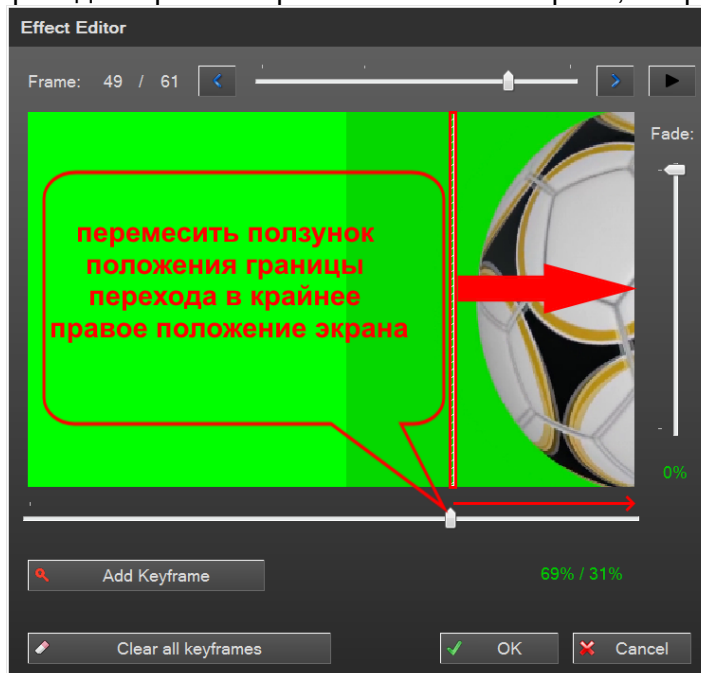 Effect Editor
Frame: 49 / 61
Fade:
перемесить ползунок
положения границы
перехода в крайнее
правое положение экрана
0%
Add Keyframe
69% / 31%
Clear all keyframes
OK
Cancel